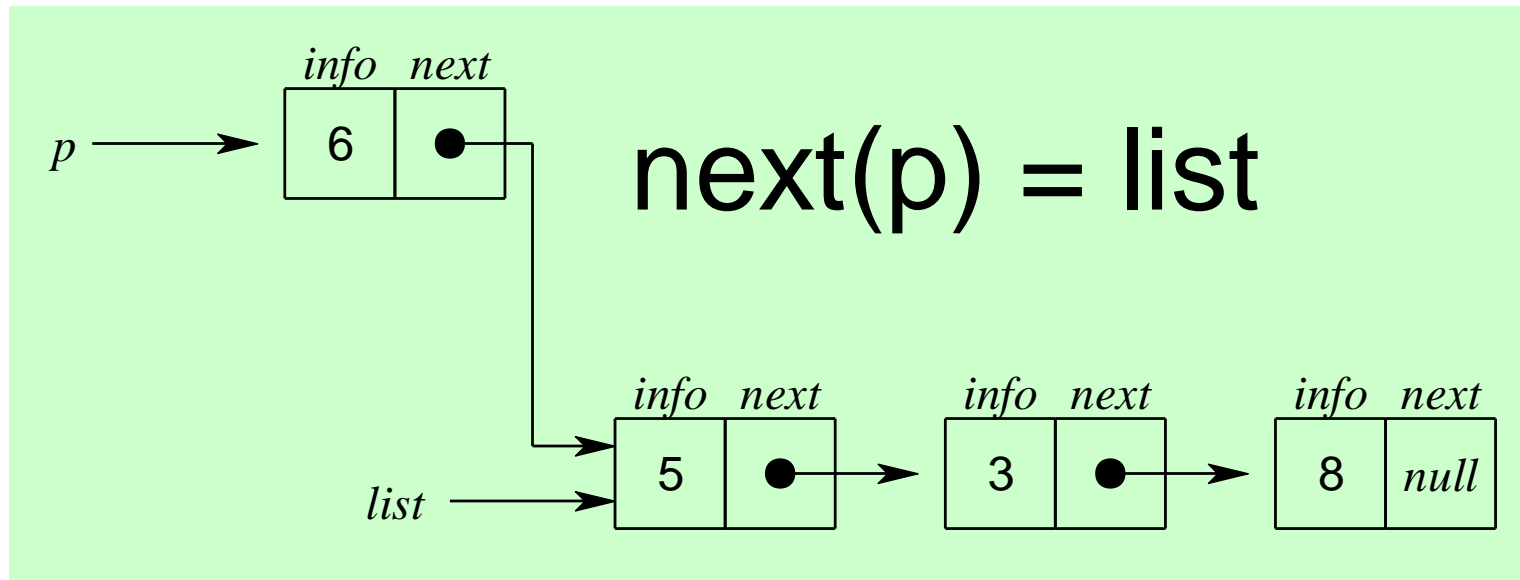 info next
p 6 next(p) = list
info next info next info next
5 3 8 null
list